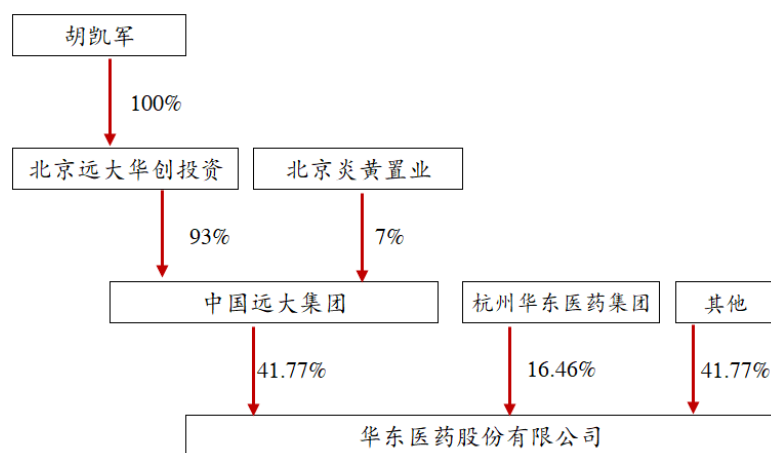 胡凯军
100%
北京远大华创投资
北京炎黄置业
93%
7%
中国远大集团
杭州华东医药集团
其他
41.77%
16.46%
41.77%
华东医药股份有限公司